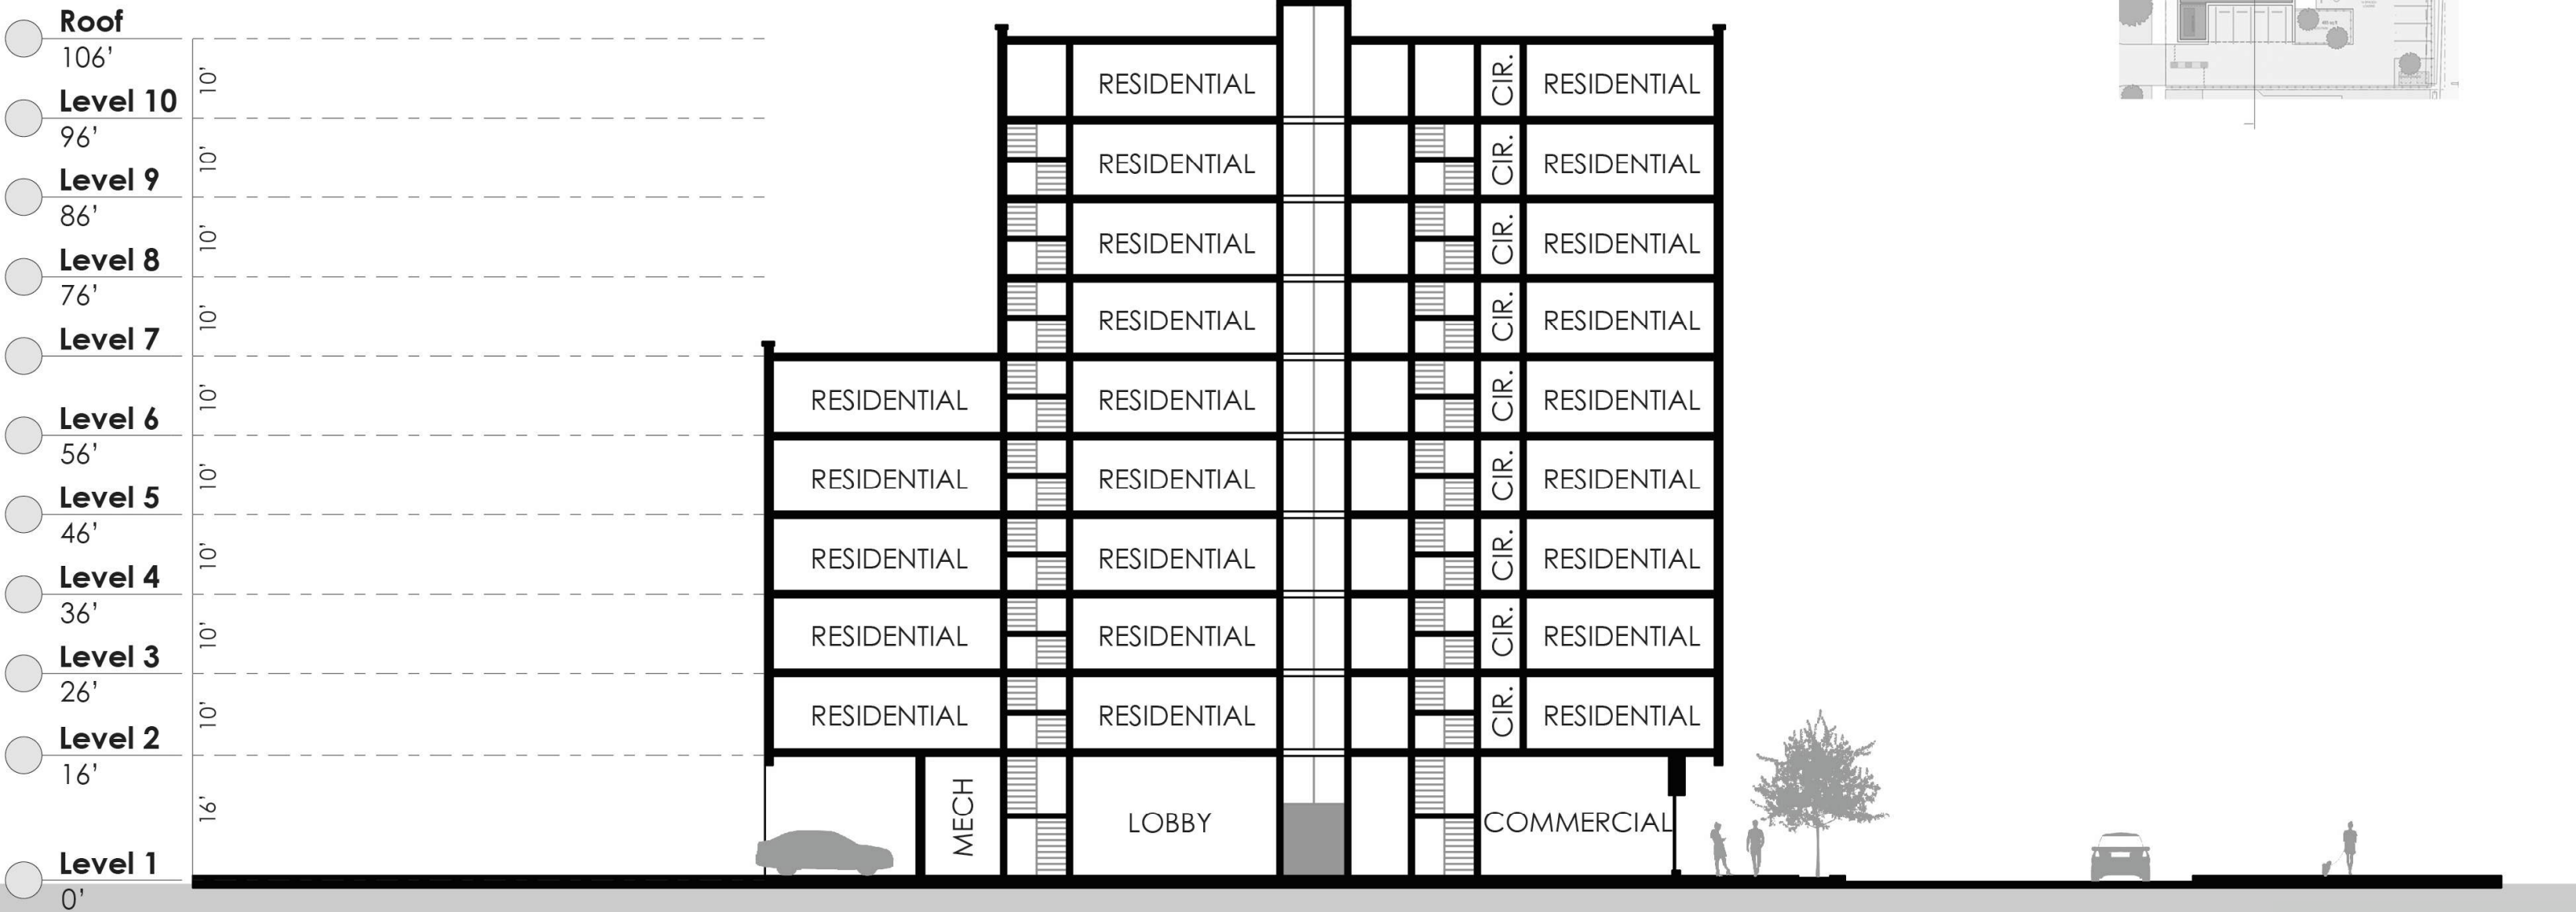 Roof
106'
10'
Level 10
96'
10'
Level 9
86'
10'
Level 8
76'
10'
Level 7
10'
Level 6
56'
10'
Level 5
46'
10'
Level 4
36'
10'
Level 3
26'
10'
Level 2
16'
16'
Level 1
0'
RESIDENTIAL CIR. RESIDENTIAL
RESIDENTIAL CIR. RESIDENTIAL
RESIDENTIAL CIR. RESIDENTIAL
RESIDENTIAL CIR. RESIDENTIAL
RESIDENTIAL RESIDENTIAL CIR. RESIDENTIAL
RESIDENTIAL RESIDENTIAL CIR. RESIDENTIAL
RESIDENTIAL RESIDENTIAL CIR. RESIDENTIAL
RESIDENTIAL RESIDENTIAL CIR. RESIDENTIAL
RESIDENTIAL RESIDENTIAL CIR. RESIDENTIAL
MECH LOBBY COMMERCIAL